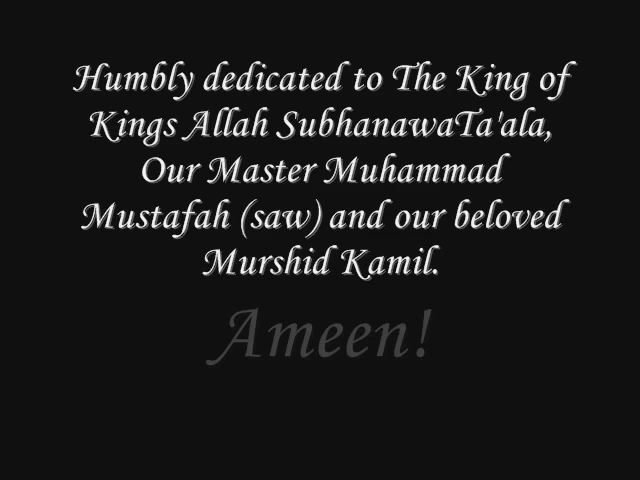 Humbly dedicated to The King of
Kings Allah SubhanawaTa'ala,
Our Master Muhammad
Mustafah (saw) and our beloved
Murshid Kamil.
Ameen!